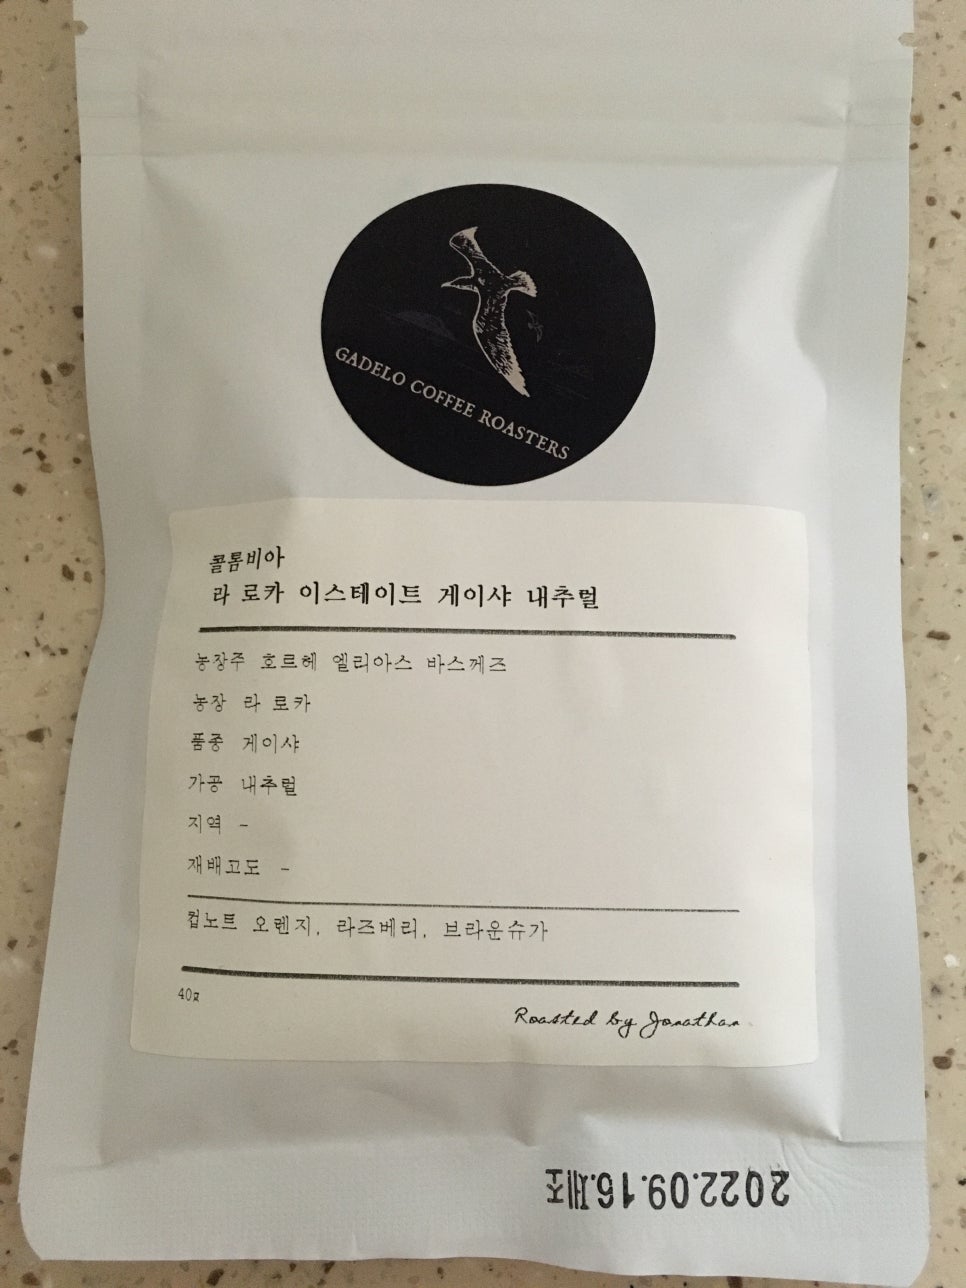 GADELO COFFEE ROASTERS
콜롬비아
라 로카 이스테이트 게이샤 내추럴
농장주 호르헤 엘리아스 바스께즈
농장 라 로카
품종 게이샤
가공 내추럴
지역 -
재배고도 -
컵노트 오렌지, 라즈베리, 브라운슈가
40g
Roasted by Jonathan
2022.09.16.제조